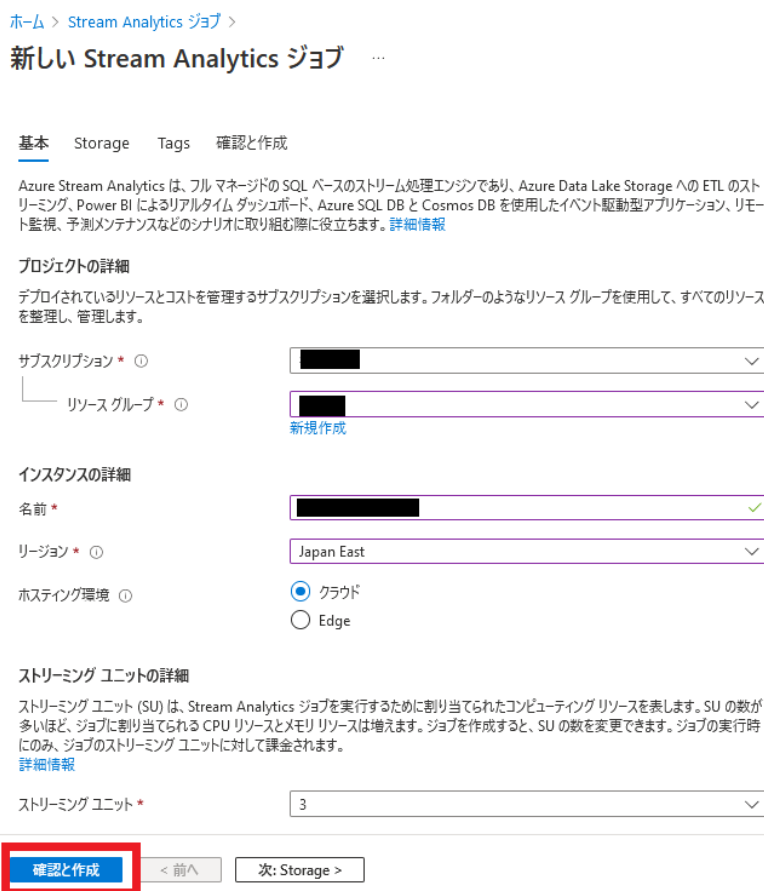 ホーム > Stream Analytics ジョブ >
新しい Stream Analytics ジョブ ...
基本 Storage Tags 確認と作成
Azure Stream Analytics は、フル マネージドの SQL ベースのストリーム処理エンジンであり、Azure Data Lake Storage への ETL のスト
リーミング、Power BI によるリアルタイム ダッシュボード、Azure SQL DB と Cosmos DB を使用したイベント駆動型アプリケーション、リモー
ト監視、予測メンテナンスなどのシナリオに取り組む際に役立ちます。詳細情報
プロジェクトの詳細
デプロイされているリソースとコストを管理するサブスクリプションを選択します。フォルダーのようなリソース グループを使用して、すべてのリソース
を整理し、管理します。
サブスクリプション *
リソース グループ *
新規作成
インスタンスの詳細
名前 *
リージョン * Japan East
ホスティング環境 クラウド
Edge
ストリーミング ユニットの詳細
ストリーミング ユニット (SU) は、Stream Analytics ジョブを実行するために割り当てられたコンピューティング リソースを表します。SU の数が
多いほど、ジョブに割り当てられる CPU リソースとメモリ リソースは増えます。ジョブを作成すると、SU の数を変更できます。ジョブの実行時
にのみ、ジョブのストリーミング ユニットに対して課金されます。
詳細情報
ストリーミング ユニット * 3
確認と作成 < 前へ 次: Storage >